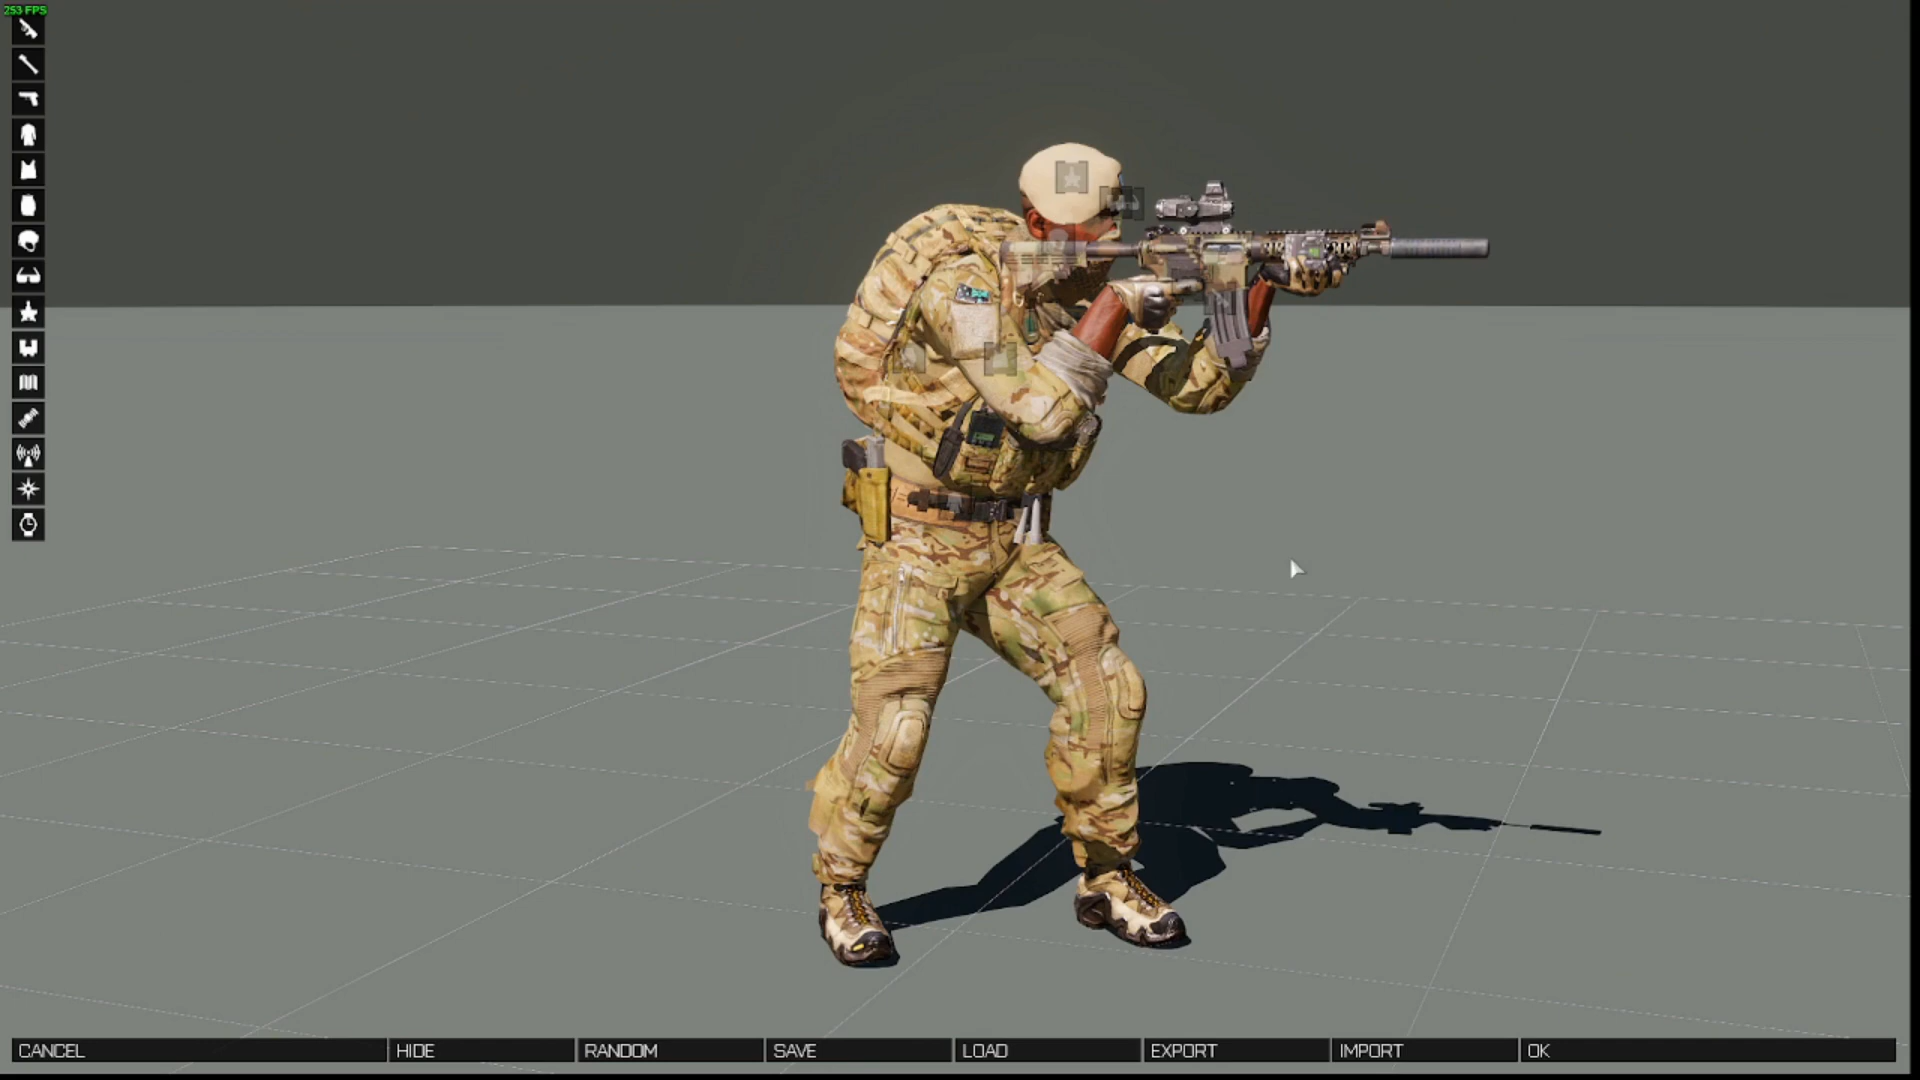 253 FPS
CANCEL
HIDE
RANDOM
SAVE
LOAD
EXPORT
IMPORT
OK